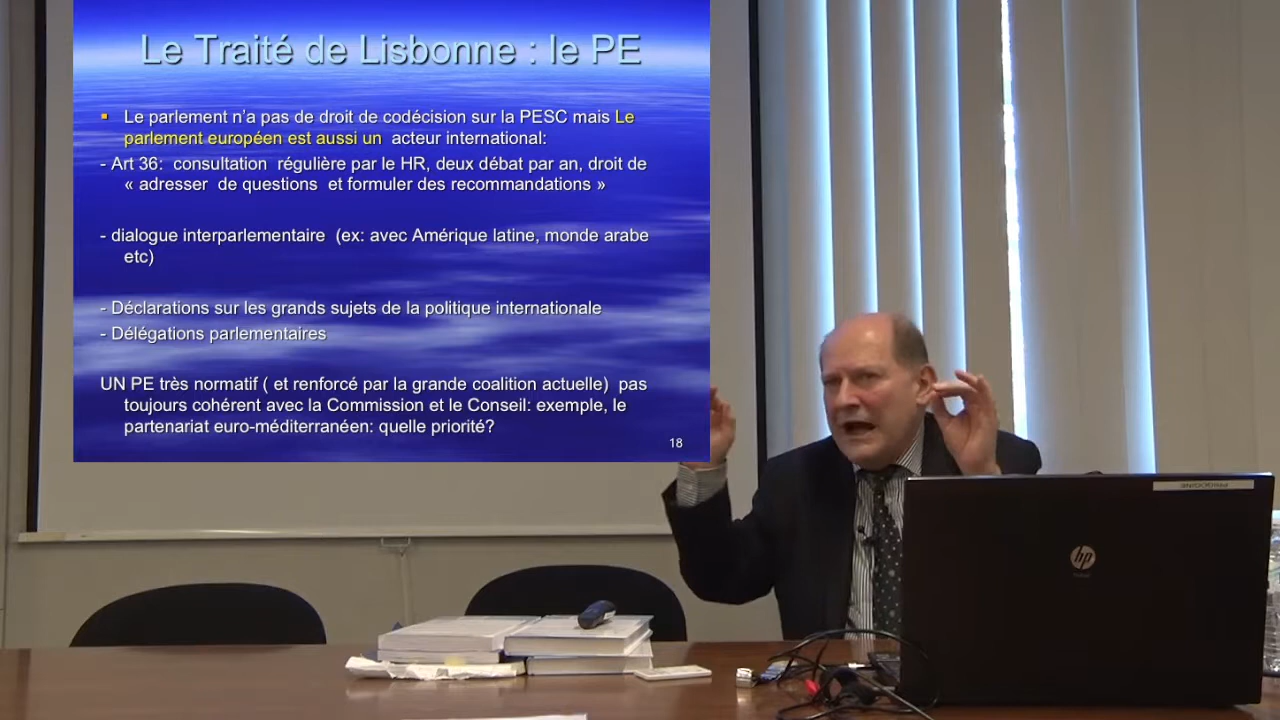 Le Traité de Lisbonne : le PE
▪ Le parlement n'a pas de droit de codécision sur la PESC mais Le
parlement européen est aussi un acteur international:
- Art 36: consultation régulière par le HR, deux débat par an, droit de
« adresser de questions et formuler des recommandations »
- dialogue interparlementaire (ex: avec Amérique latine, monde arabe
etc)
- Déclarations sur les grands sujets de la politique internationale
- Délégations parlementaires
UN PE très normatif ( et renforcé par la grande coalition actuelle) pas
toujours cohérent avec la Commission et le Conseil: exemple, le
partenariat euro-méditerranéen: quelle priorité?
18
hp